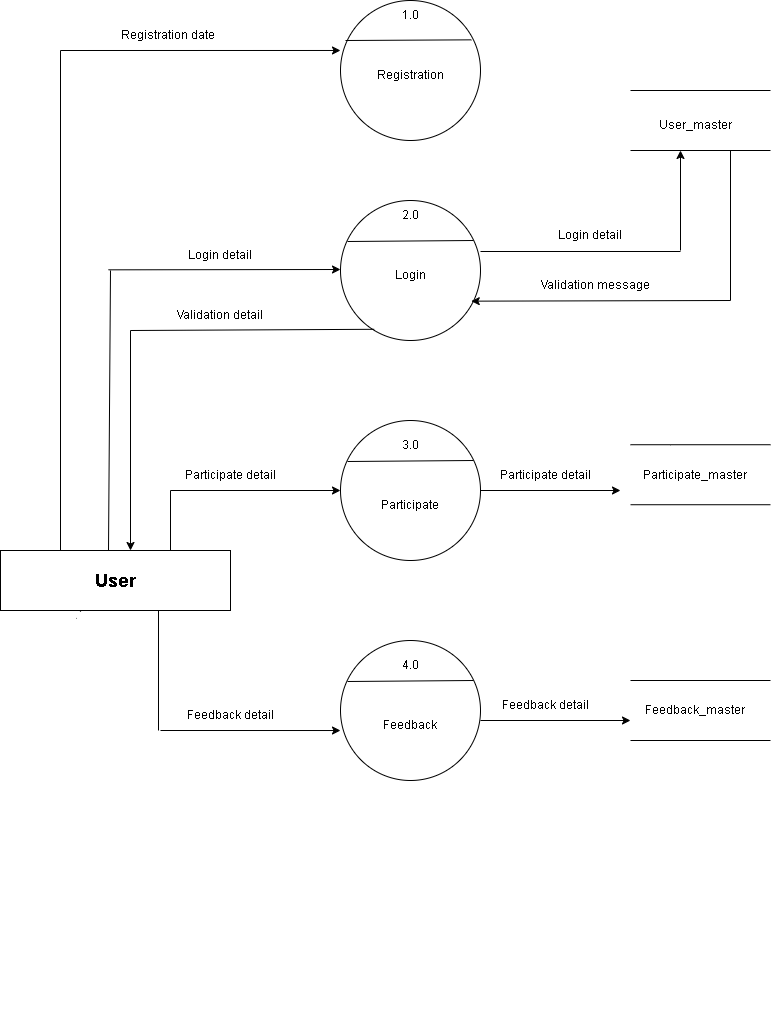 1.0
Registration date
Registration
User_master
2.0
Login detail
Login detail
Login
Validation message
Validation detail
3.0
Participate detail
Participate detail
Participate_master
Participate
User
4.0
Feedback detail
Feedback_master
Feedback detail
Feedback